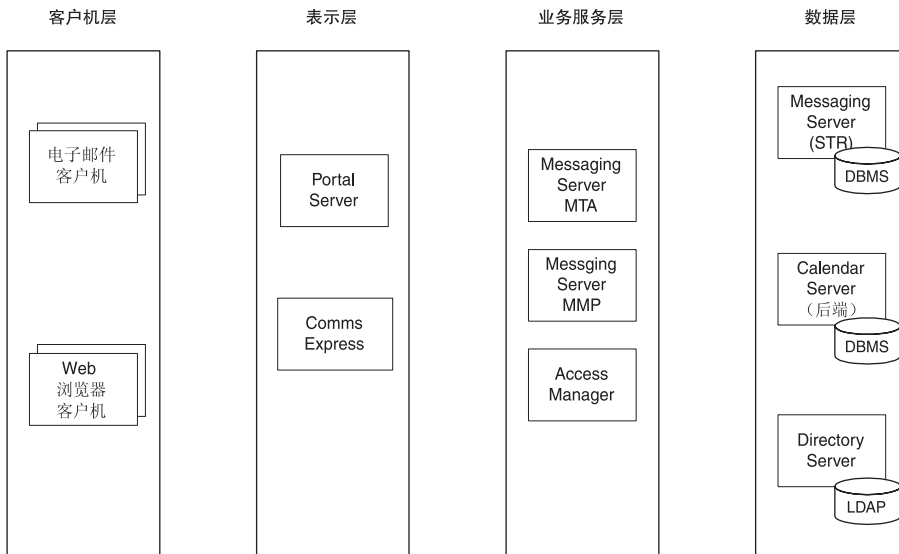 客户机层
表示层
业务服务层
数据层
电子邮件
客户机
Web
浏览器
客户机
Portal
Server
Comms
Express
Messaging
Server
MTA
Messging
Server
MMP
Access
Manager
Messaging
Server
(STR)
DBMS
Calendar
Server
（后端）
DBMS
Directory
Server
LDAP